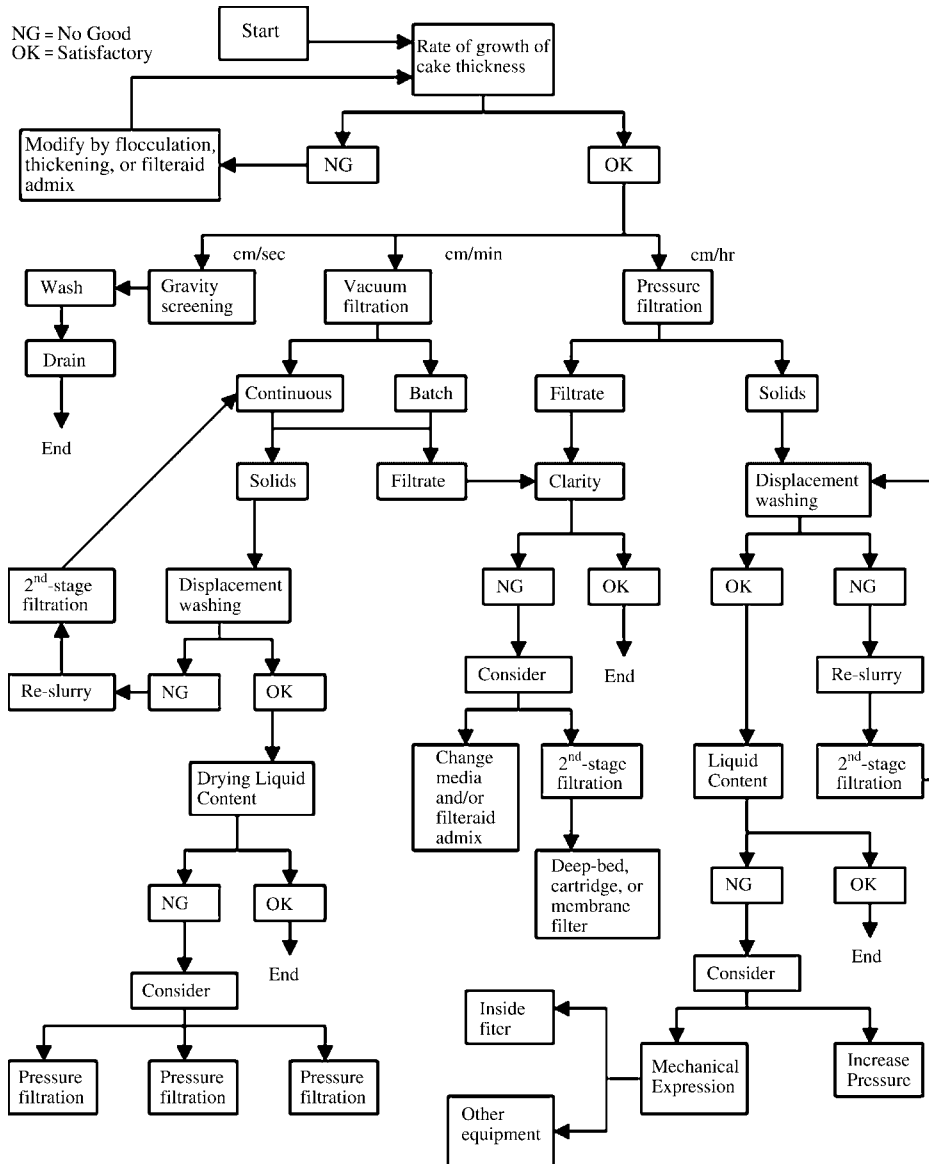 NG = No Good
OK = Satisfactory
Start
Rate of growth of
cake thickness
Modify by flocculation,
thickening, or filteraid
admix
NG
OK
cm/sec
cm/min
cm/hr
Wash
Gravity
screening
Vacuum
filtration
Pressure
filtration
Drain
Continuous
Batch
Filtrate
Solids
End
Solids
Filtrate
Clarity
Displacement
washing
2nd-stage
filtration
Displacement
washing
NG
OK
OK
NG
Re-slurry
NG
OK
Consider
End
Re-slurry
Drying Liquid
Content
Change
media
and/or
filteraid
admix
2nd-stage
filtration
Liquid
Content
2nd-stage
filtration
NG
OK
Deep-bed,
cartridge, or
membrane
filter
NG
OK
End
End
Consider
Consider
Inside
fiter
Pressure
filtration
Pressure
filtration
Pressure
filtration
Mechanical
Expression
Increase
Pressure
Other
equipment